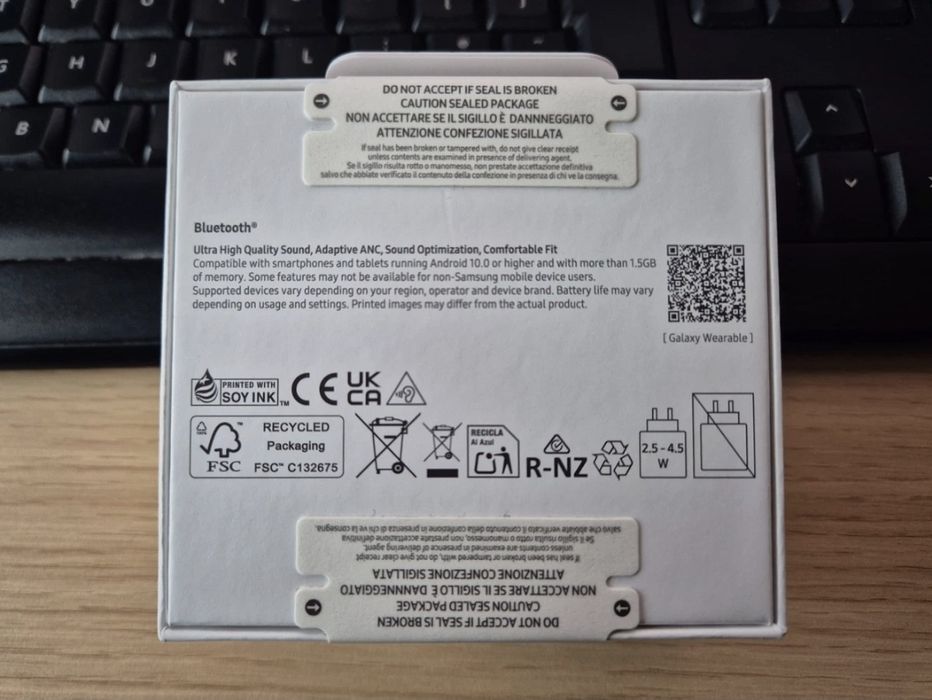 T
Y
U
I
O
P
G
H
J
K
L
B
N
DO NOT ACCEPT IF SEAL IS BROKEN
CAUTION SEALED PACKAGE
NON ACCETTARE SE IL SIGILLO È DANNNEGGIATO
ATTENZIONE CONFEZIONE SIGILLATA
If seal has been broken or tampered with, do not give clear receipt
unless contents are examined in presence of delivering agent.
Se il sigillo risulta rotto o manomesso, non prestate accettazione definitiva
salvo che abbiate verificato il contenuto della confezione in presenza di chi ve la consegna.
Bluetooth®
Ultra High Quality Sound, Adaptive ANC, Sound Optimization, Comfortable Fit
Compatible with smartphones and tablets running Android 10.0 or higher and with more than 1.5GB
of memory. Some features may not be available for non-Samsung mobile device users.
Supported devices vary depending on your region, operator and device brand. Battery life may vary
depending on usage and settings. Printed images may differ from the actual product.
[ Galaxy Wearable ]
PRINTED WITH
SOY INK™
CE
UK
CA
RECYCLED
Packaging
FSC™ C132675
FSC
RECICLA
Al Azul
R-NZ
2.5 - 4.5
W
salvo che abbiate verificato il contenuto della confezione in presenza di chi ve la consegna.
Se il sigillo risulta rotto o manomesso, non prestate accettazione definitiva
unless contents are examined in presence of delivering agent.
If seal has been broken or tampered with, do not give clear receipt
ATTENZIONE CONFEZIONE SIGILLATA
NON ACCETTARE SE IL SIGILLO È DANNNEGGIATO
CAUTION SEALED PACKAGE
DO NOT ACCEPT IF SEAL IS BROKEN